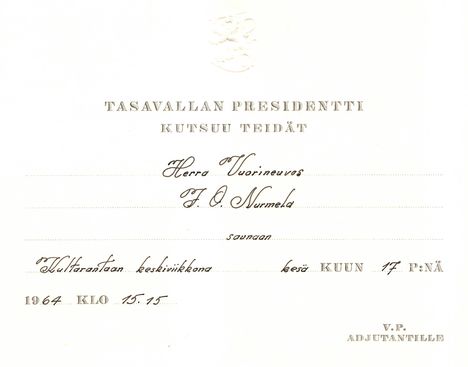 TASAVALLAN PRESIDENTTI
KUTSUU TEIDÄT
Herra Vuorineuvos
J. O. Nurmela
saunaan
Kultarantaan keskiviikkona kesä KUUN 17 P:NÄ
1964 KLO 15.15
V.P.
ADJUTANTILLE